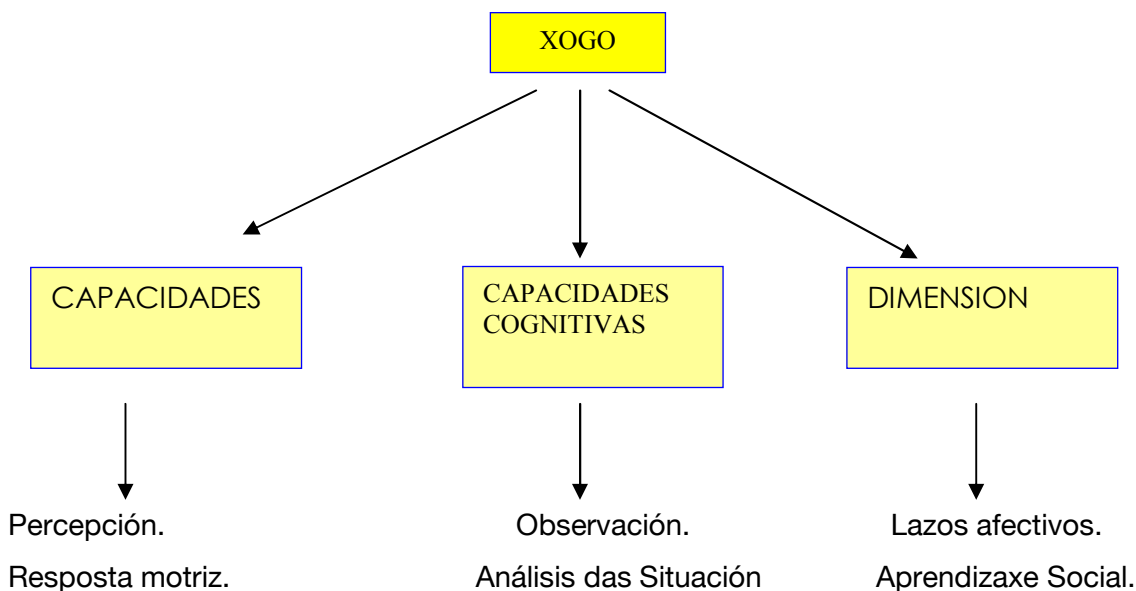 XOGO
CAPACIDADES
CAPACIDADES
COGNITIVAS
DIMENSION
Percepción.
Observación.
Lazos afectivos.
Resposta motriz.
Análisis das Situación
Aprendizaxe Social.